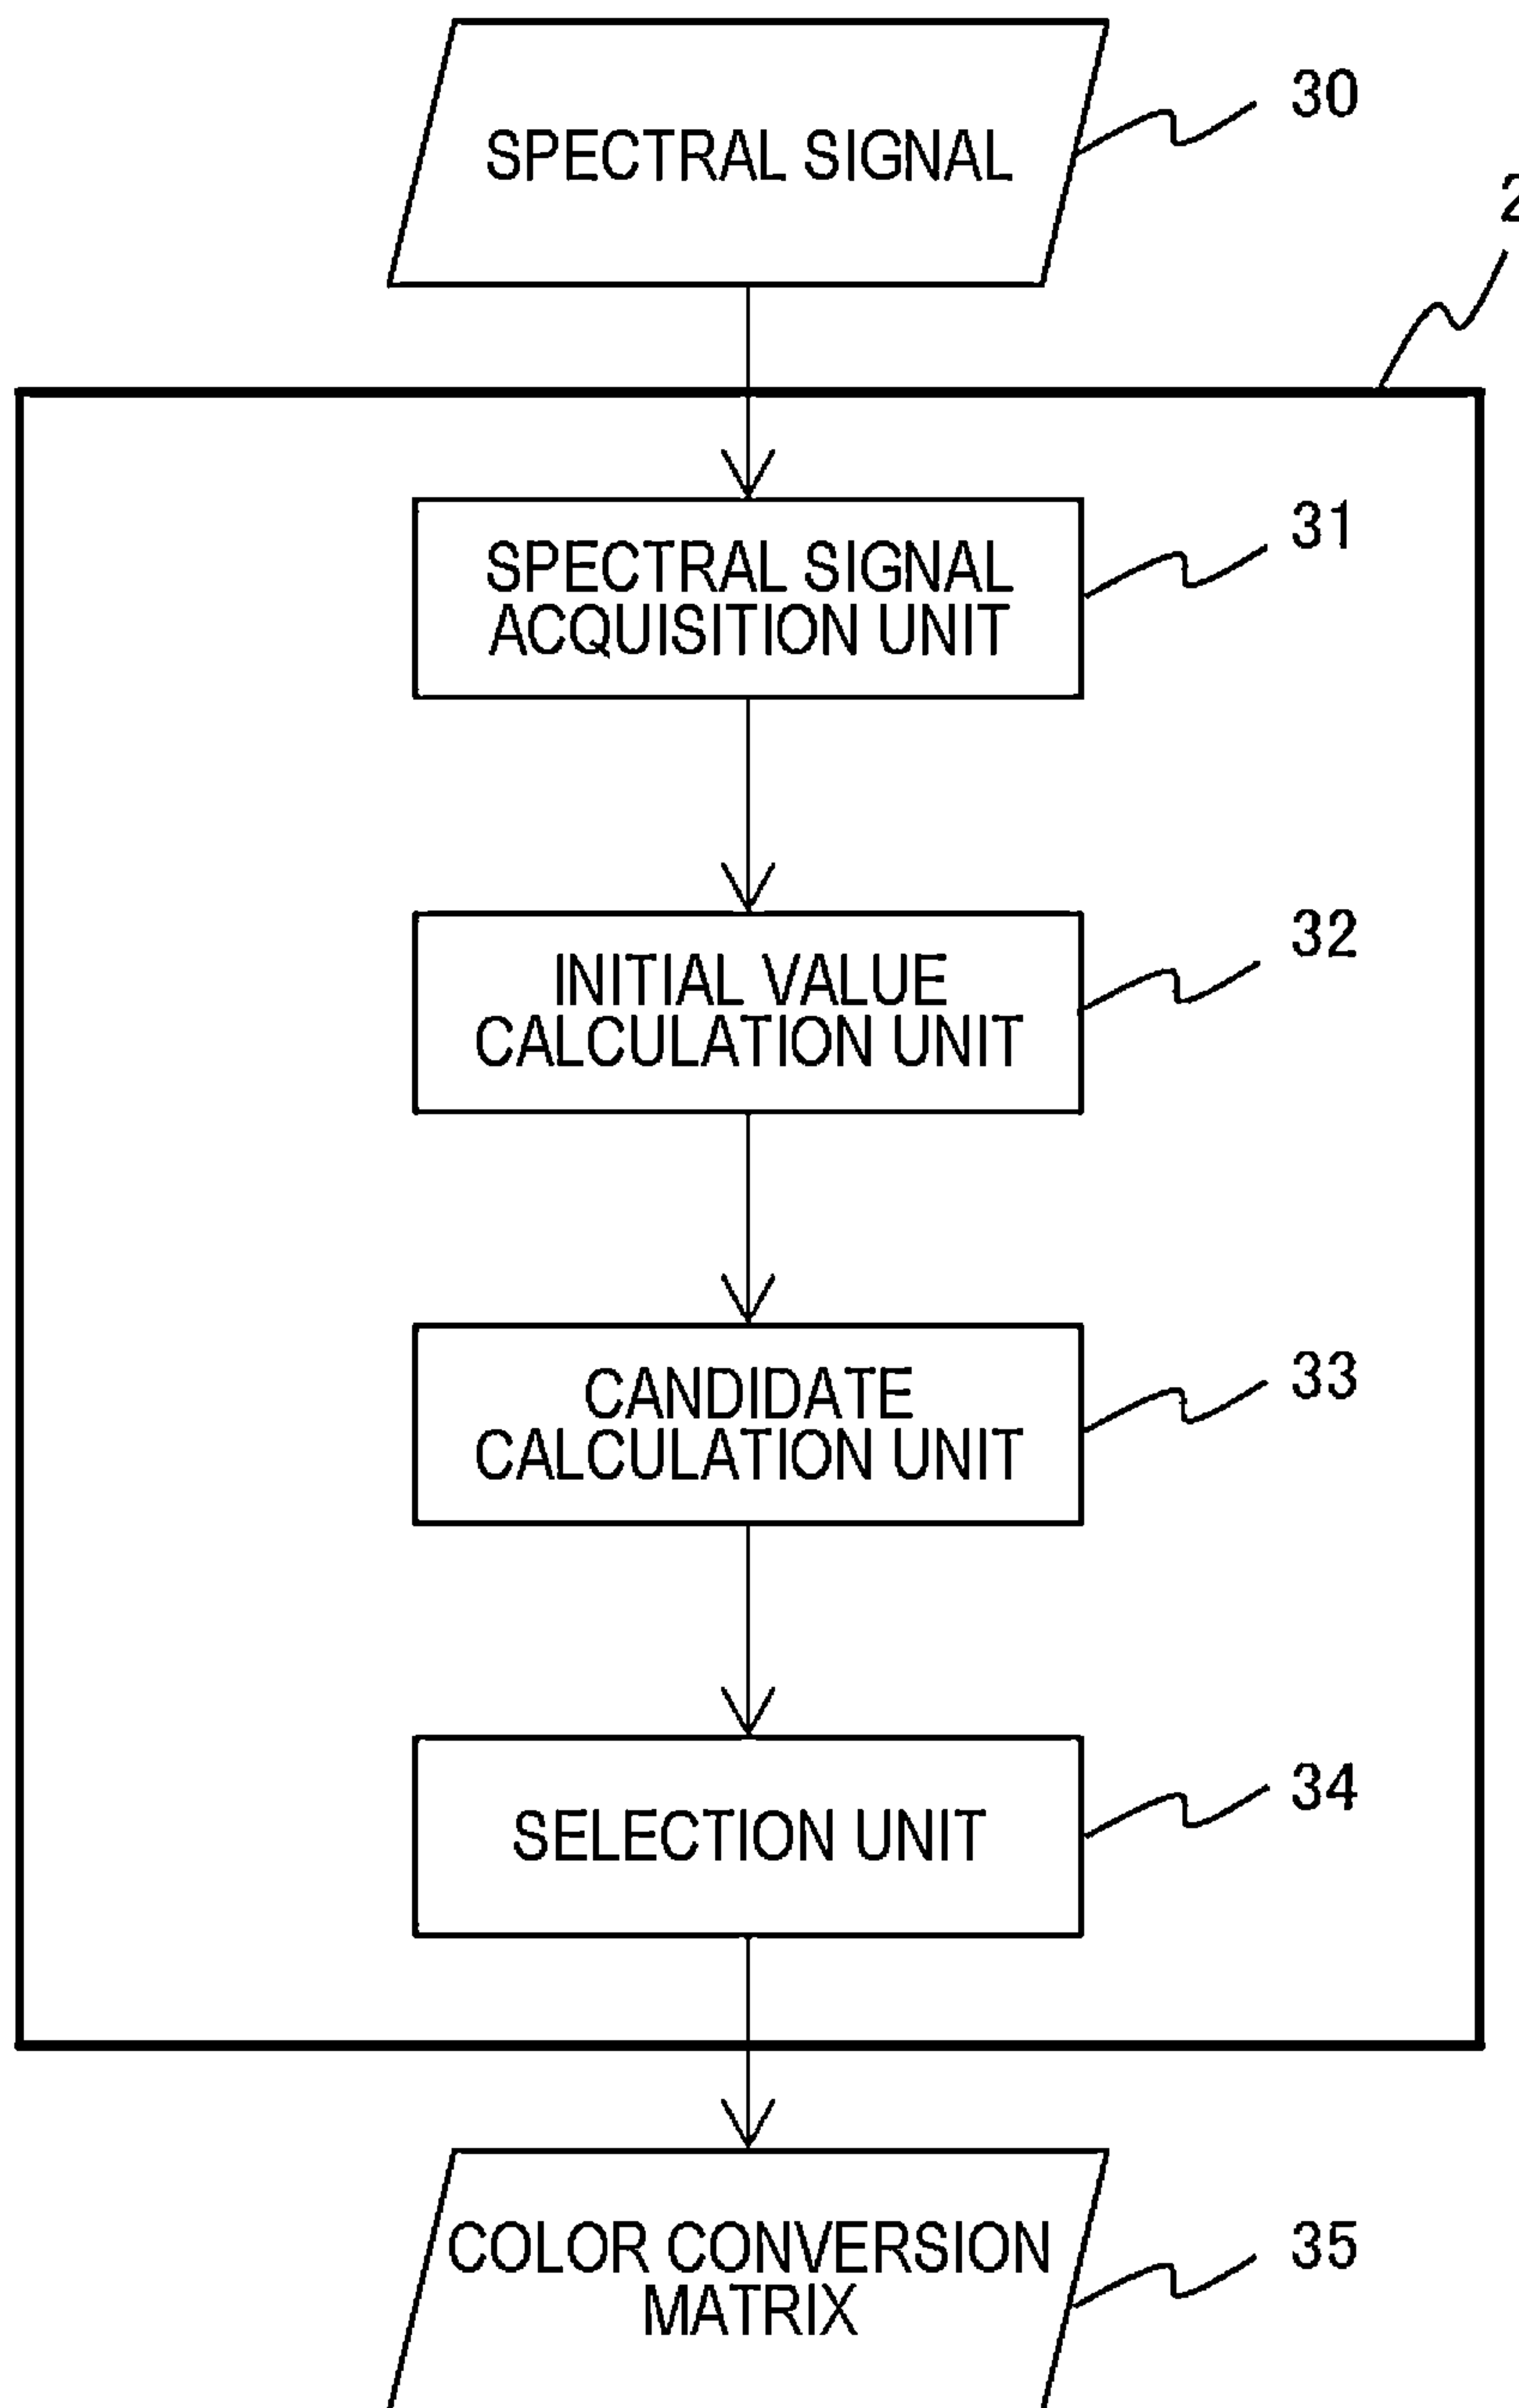 SPECTRAL SIGNAL
30
SPECTRAL SIGNAL
ACQUISITION UNIT
31
INITIAL VALUE
CALCULATION UNIT
32
CANDIDATE
CALCULATION UNIT
33
SELECTION UNIT
34
COLOR CONVERSION
MATRIX
35